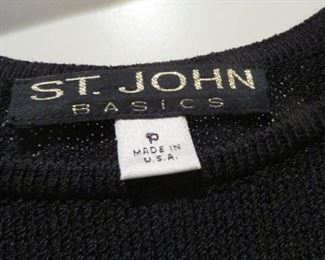 ST. JOHN
BASICS
P
MADE IN
U.S.A.